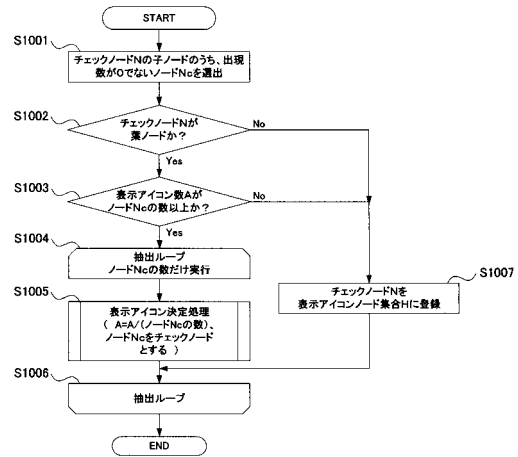 START
S1001
チェックノードNの子ノードのうち、出現
数が0でないノードNcを選出
S1002
チェックノードNが
葉ノードか?
No
Yes
S1003
表示アイコン数Aが
ノードNcの数以上か?
No
Yes
S1004
抽出ループ
ノードNcの数だけ実行
S1007
チェックノードNを
表示アイコンノード集合Hに登録
S1005
表示アイコン決定処理
( A=A/(ノードNcの数)、
ノードNcをチェックノード
とする )
S1006
抽出ループ
END